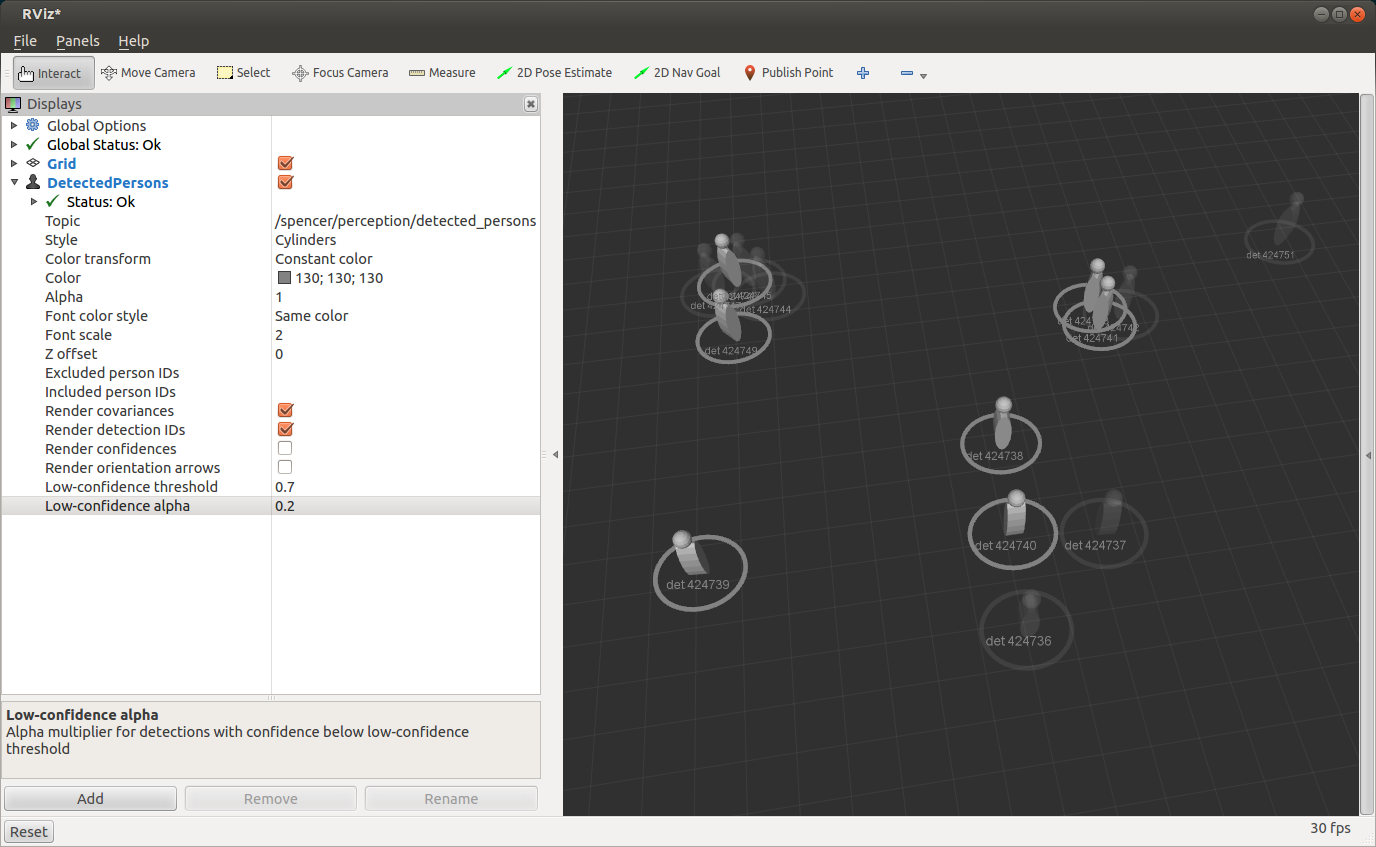 RViz*
File Panels Help
Interact Move Camera Select Focus Camera Measure 2D Pose Estimate 2D Nav Goal Publish Point
Displays
Global Options
Global Status: Ok
Grid
DetectedPersons
Status: Ok
Topic /spencer/perception/detected_persons
Style Cylinders
Color transform Constant color
Color 130; 130; 130
Alpha 1
Font color style Same color
Font scale 2
Z offset 0
Excluded person IDs
Included person IDs
Render covariances
Render detection IDs
Render confidences
Render orientation arrows
Low-confidence threshold 0.7
Low-confidence alpha 0.2
Low-confidence alpha
Alpha multiplier for detections with confidence below low-confidence
threshold
Add Remove Rename
Reset
det 424751
det 424744
det 424749
det 424742
det 424741
det 424738
det 424740
det 424737
det 424739
det 424736
30 fps